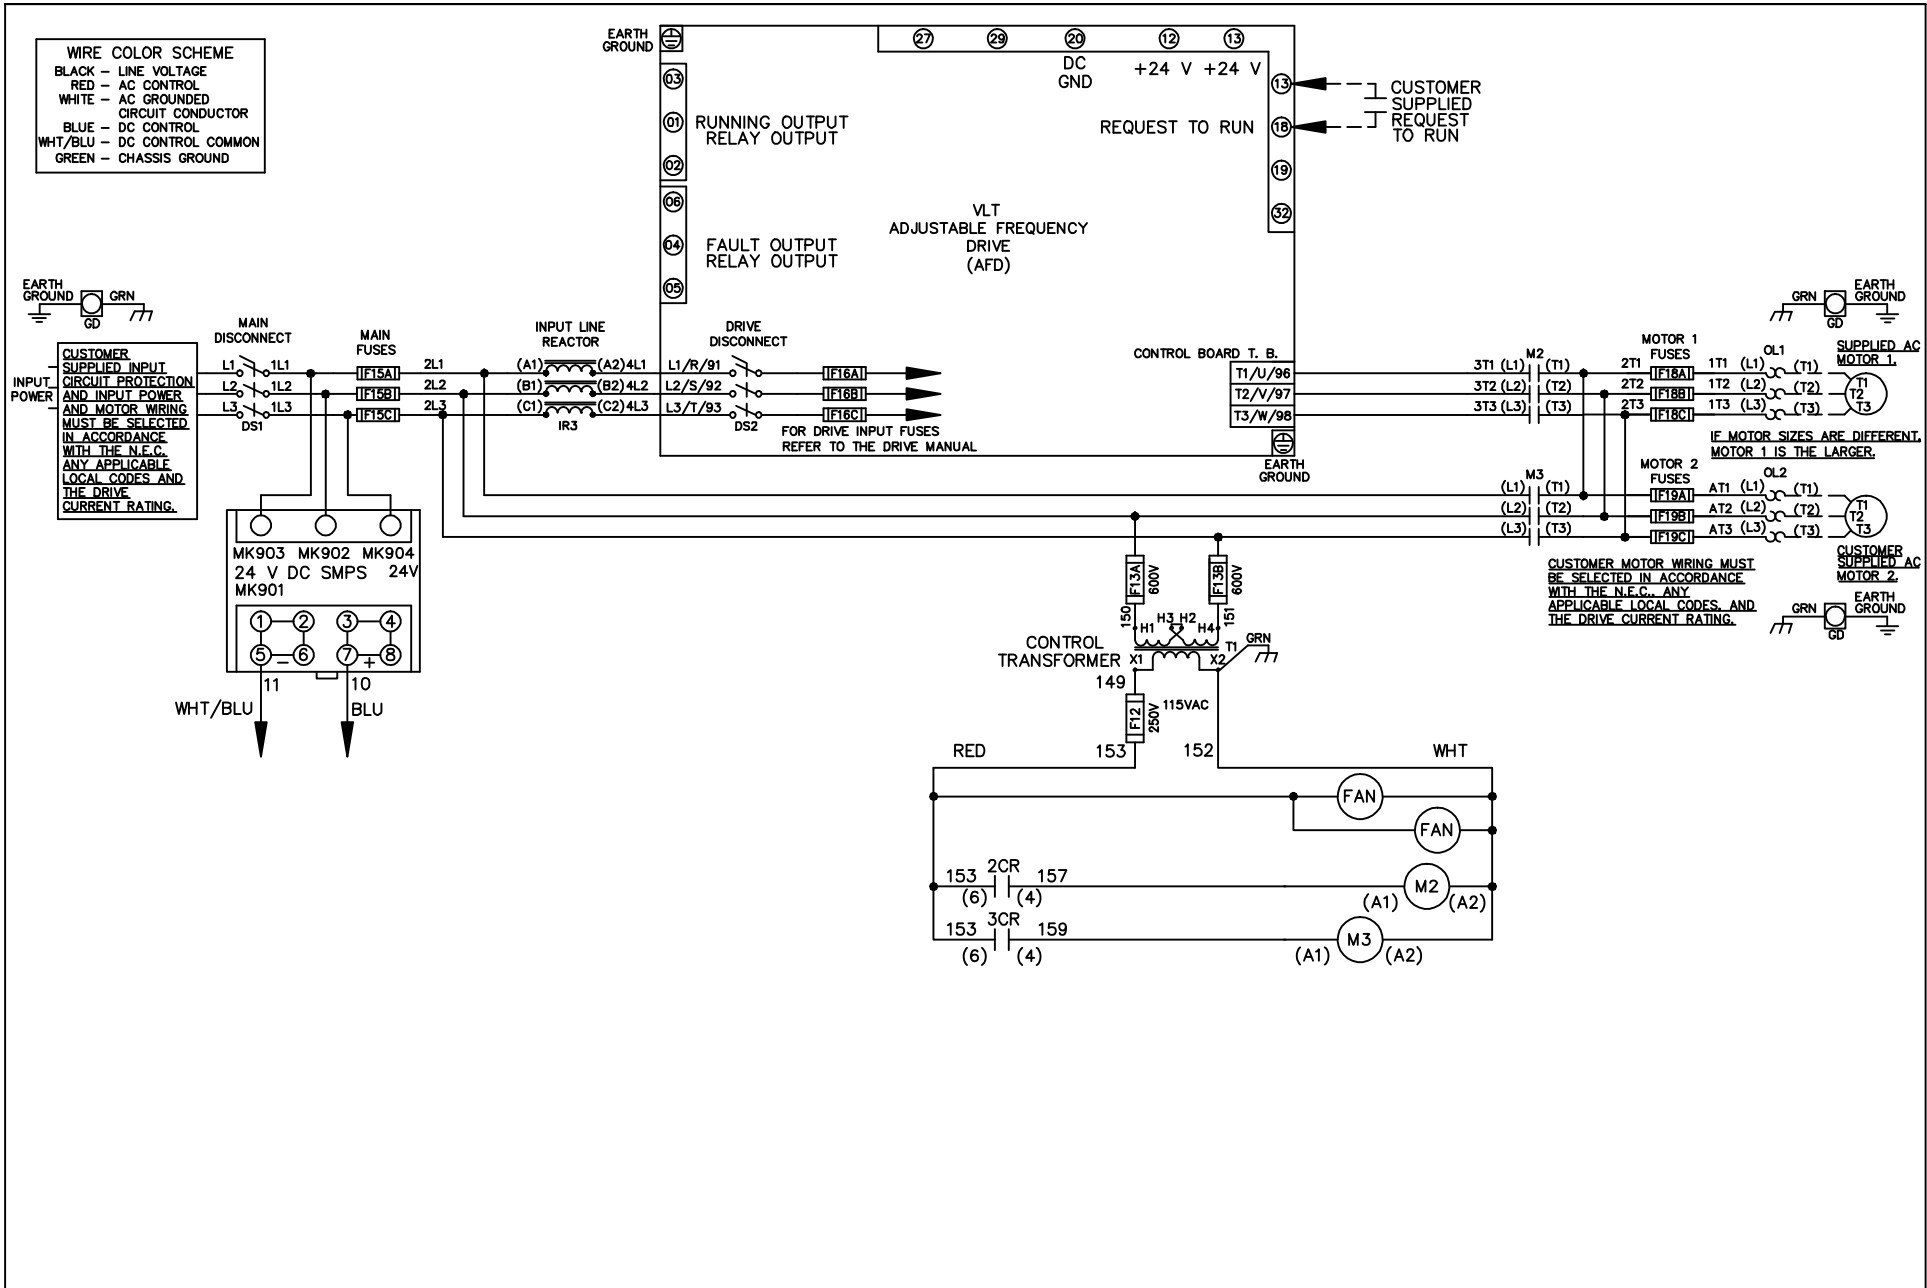 WIRE COLOR SCHEME
BLACK – LINE VOLTAGE
RED – AC CONTROL
WHITE – AC GROUNDED
CIRCUIT CONDUCTOR
BLUE – DC CONTROL
WHT/BLU – DC CONTROL COMMON
GREEN – CHASSIS GROUND
EARTH
GROUND
03
01
02
RUNNING OUTPUT
RELAY OUTPUT
06
04
05
FAULT OUTPUT
RELAY OUTPUT
27 29 20 12 13
DC
GND
+24 V +24 V
13
REQUEST TO RUN 18
19
32
CUSTOMER
SUPPLIED
REQUEST
TO RUN
VLT
ADJUSTABLE FREQUENCY
DRIVE
(AFD)
EARTH
GROUND
GRN
GD
INPUT
POWER
CUSTOMER
SUPPLIED INPUT
CIRCUIT PROTECTION
AND INPUT POWER
AND MOTOR WIRING
MUST BE SELECTED
IN ACCORDANCE
WITH THE N.E.C.
ANY APPLICABLE
LOCAL CODES AND
THE DRIVE
CURRENT RATING.
MAIN
DISCONNECT
L1 1L1
L2 1L2
L3 1L3
DS1
MAIN
FUSES
F15A
F15B
F15C
2L1
2L2
2L3
INPUT LINE
REACTOR
(A1) (A2) 4L1
(B1) (B2) 4L2
(C1) (C2) 4L3
IR3
L1/R/91
L2/S/92
L3/T/93
DRIVE
DISCONNECT
DS2
F16A
F16B
F16C
FOR DRIVE INPUT FUSES
REFER TO THE DRIVE MANUAL
CONTROL BOARD T. B.
T1/U/96
T2/V/97
T3/W/98
EARTH
GROUND
M2
3T1 (L1) (T1)
3T2 (L2) (T2)
3T3 (L3) (T3)
MOTOR 1
FUSES
2T1 F18A 1T1 (L1)
2T2 F18B 1T2 (L2)
2T3 F18C 1T3 (L3)
OL1
(T1)
(T2)
(T3)
T1
T2
T3
GRN
EARTH
GROUND
GD
SUPPLIED AC
MOTOR 1.
IF MOTOR SIZES ARE DIFFERENT,
MOTOR 1 IS THE LARGER.
M3
(L1) (T1)
(L2) (T2)
(L3) (T3)
MOTOR 2
FUSES
F19A AT1 (L1)
F19B AT2 (L2)
F19C AT3 (L3)
OL2
(T1)
(T2)
(T3)
T1
T2
T3
CUSTOMER
SUPPLIED AC
MOTOR 2.
CUSTOMER MOTOR WIRING MUST
BE SELECTED IN ACCORDANCE
WITH THE N.E.C., ANY
APPLICABLE LOCAL CODES, AND
THE DRIVE CURRENT RATING.
GRN
EARTH
GROUND
GD
MK903 MK902 MK904
24 V DC SMPS 24V
MK901
1 2 3 4
5 – 6 7 + 8
11 10
WHT/BLU BLU
F13A
600V
F13B
600V
150
151
H1 H3 H2 H4
CONTROL
TRANSFORMER
X1 X2
T1
GRN
149
F12
250V
115VAC
RED 153 152 WHT
FAN
FAN
2CR
153 157
(6) (4)
M2
(A1) (A2)
3CR
153 159
(6) (4)
M3
(A1) (A2)